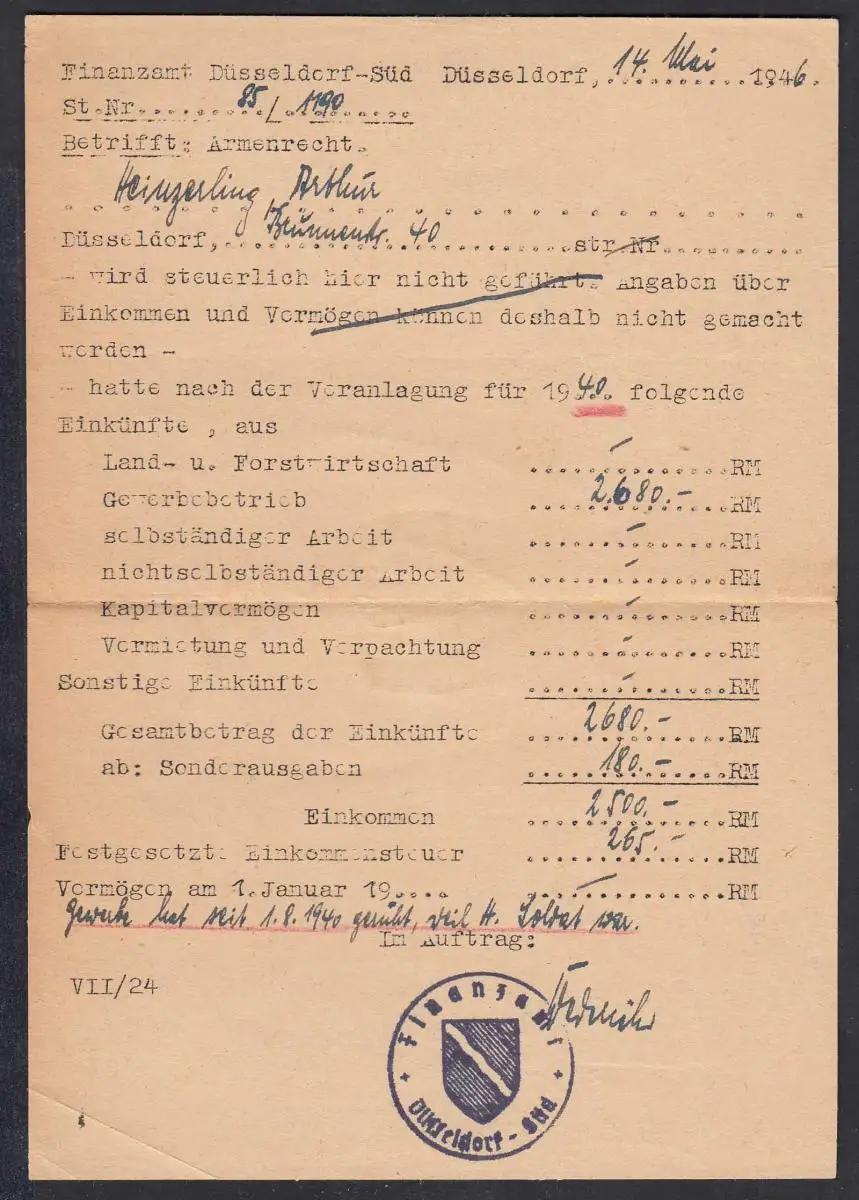 Finanzamt Düsseldorf-Süd Düsseldorf, 14. Mai 1946.
St.Nr. 85/1190
Betrifft: Armenrecht.
Heinzerling, Arthur
Düsseldorf, Brunnenstr. 40 str.Nr.
- wird steuerlich hier nicht geführt. Angaben über
Einkommen und Vermögen können deshalb nicht gemacht
werden -
- hatte nach der Veranlagung für 1940. folgende
Einkünfte , aus
Land- u. Forstwirtschaft - RM
Gewerbebetrieb 2.680.- RM
selbständiger Arbeit - RM
nichtselbständiger Arbeit - RM
Kapitalvermögen - RM
Vermietung und Verpachtung - RM
Sonstige Einkünfte - RM
Gesamtbetrag der Einkünfte 2680.- RM
ab: Sonderausgaben 180.- RM
Einkommen 2500.- RM
Festgesetzte Einkommensteuer 265.- RM
Vermögen am 1.Januar 19.... - RM
Gewerbe hat seit 1.8.1940 geruht, weil H. Soldat war.
Im Auftrag:
VII/24
Finanzamt
Düsseldorf - Süd